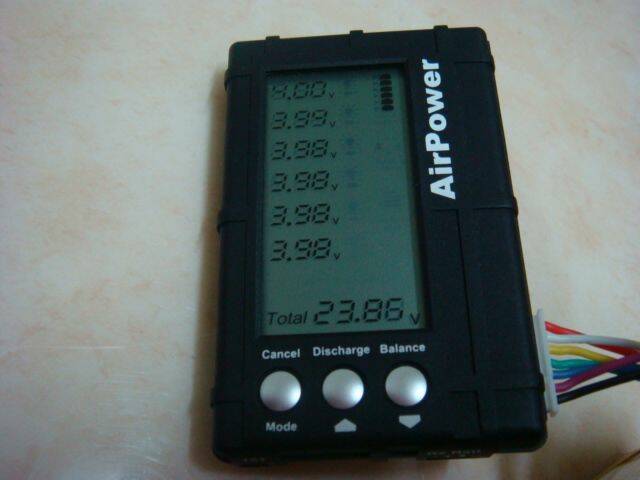 4.00v
3.99v
3.98v
3.98v
3.98v
3.98v
Total 23.86v
AirPower
Cancel Discharge Balance
Mode